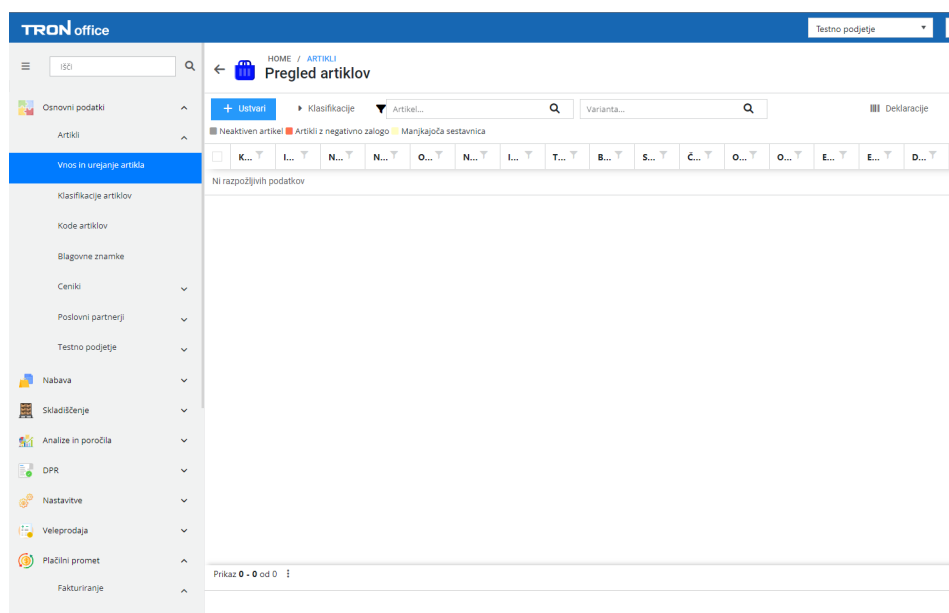 TRON office
Testno podjetje
Išči
HOME / ARTIKLI
Pregled artiklov
Ustvari
Klasifikacije
Artikel...
Varianta...
Deklaracije
Neaktiven artikel Artikli z negativno zalogo Manjkajoča sestavnica
K... I... N... N... O... N... I... T... B... S... Č... O... O... E... E... D...
Ni razpožljivih podatkov
Prikaz 0 - 0 od 0
Osnovni podatki
Artikli
Vnos in urejanje artikla
Klasifikacije artiklov
Kode artiklov
Blagovne znamke
Ceniki
Poslovni partnerji
Testno podjetje
Nabava
Skladiščenje
Analize in poročila
DPR
Nastavitve
Veleprodaja
Plačilni promet
Fakturiranje